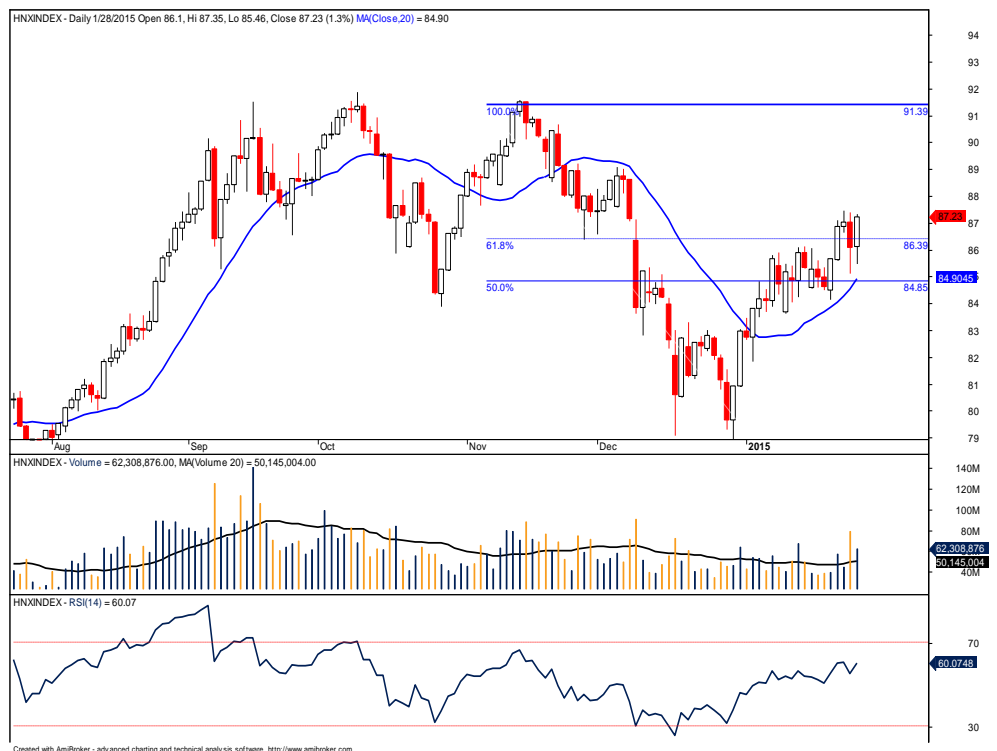 HNXINDEX - Daily 1/28/2015 Open 86.1, Hi 87.35, Lo 85.46, Close 87.23 (1.3%) MA(Close,20) = 84.90
94
93
92
100.0%
91.39
91
90
89
88
87.23
87
61.8%
86.39
86
84.9045
50.0%
84.85
84
83
82
81
80
79
Aug
Sep
Oct
Nov
Dec
2015
HNXINDEX - Volume = 62,308,876.00, MA(Volume 20) = 50,145,004.00
140M
120M
100M
80M
62,308,876
50,145,004
40M
HNXINDEX - RSI(14) = 60.07
70
60.0748
30
Created with AmiBroker - advanced charting and technical analysis software. http://www.amibroker.com